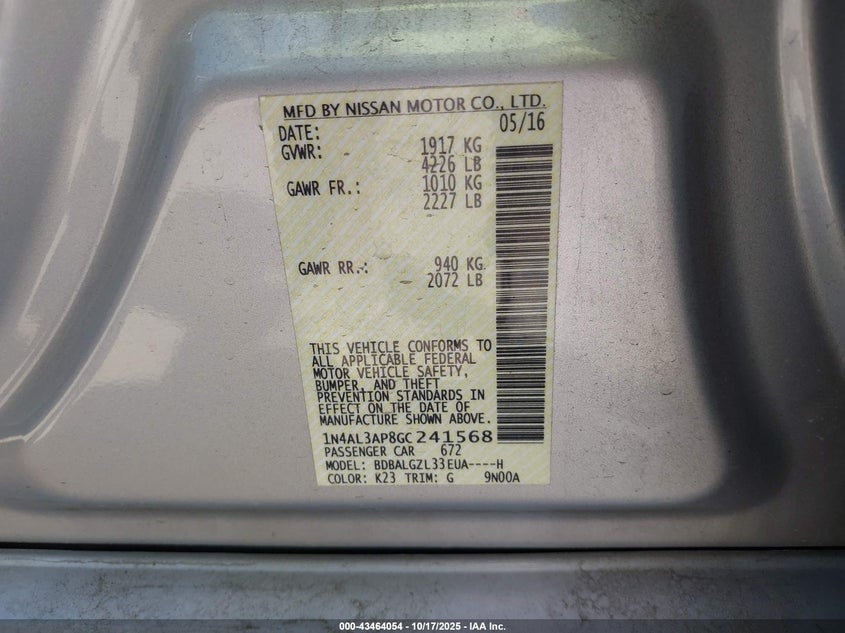 MFD BY NISSAN MOTOR CO., LTD.
DATE: 05/16
GVWR: 1917 KG
4226 LB
GAWR FR.: 1010 KG
2227 LB
GAWR RR.: 940 KG
2072 LB
THIS VEHICLE CONFORMS TO
ALL APPLICABLE FEDERAL
MOTOR VEHICLE SAFETY,
BUMPER, AND THEFT
PREVENTION STANDARDS IN
EFFECT ON THE DATE OF
MANUFACTURE SHOWN ABOVE.
1N4AL3AP8GC241568
PASSENGER CAR 672
MODEL: BDBALGZL33EUA----H
COLOR: K23 TRIM: G 9N00A
000-43464054 - 10/17/2025 - IAA Inc.